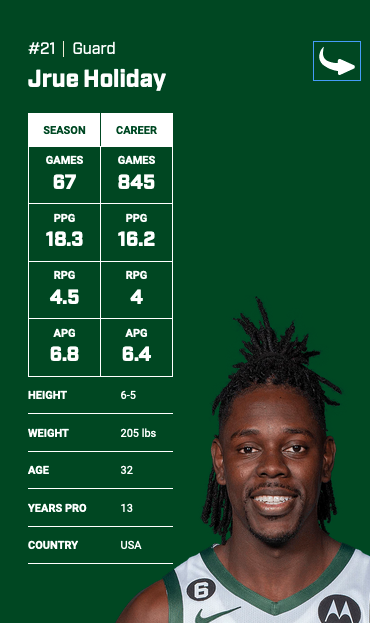 #21 | Guard
Jrue Holiday
SEASON CAREER
GAMES GAMES
67 845
PPG PPG
18.3 16.2
RPG RPG
4.5 4
APG APG
6.8 6.4
HEIGHT 6-5
WEIGHT 205 lbs
AGE 32
YEARS PRO 13
COUNTRY USA
6